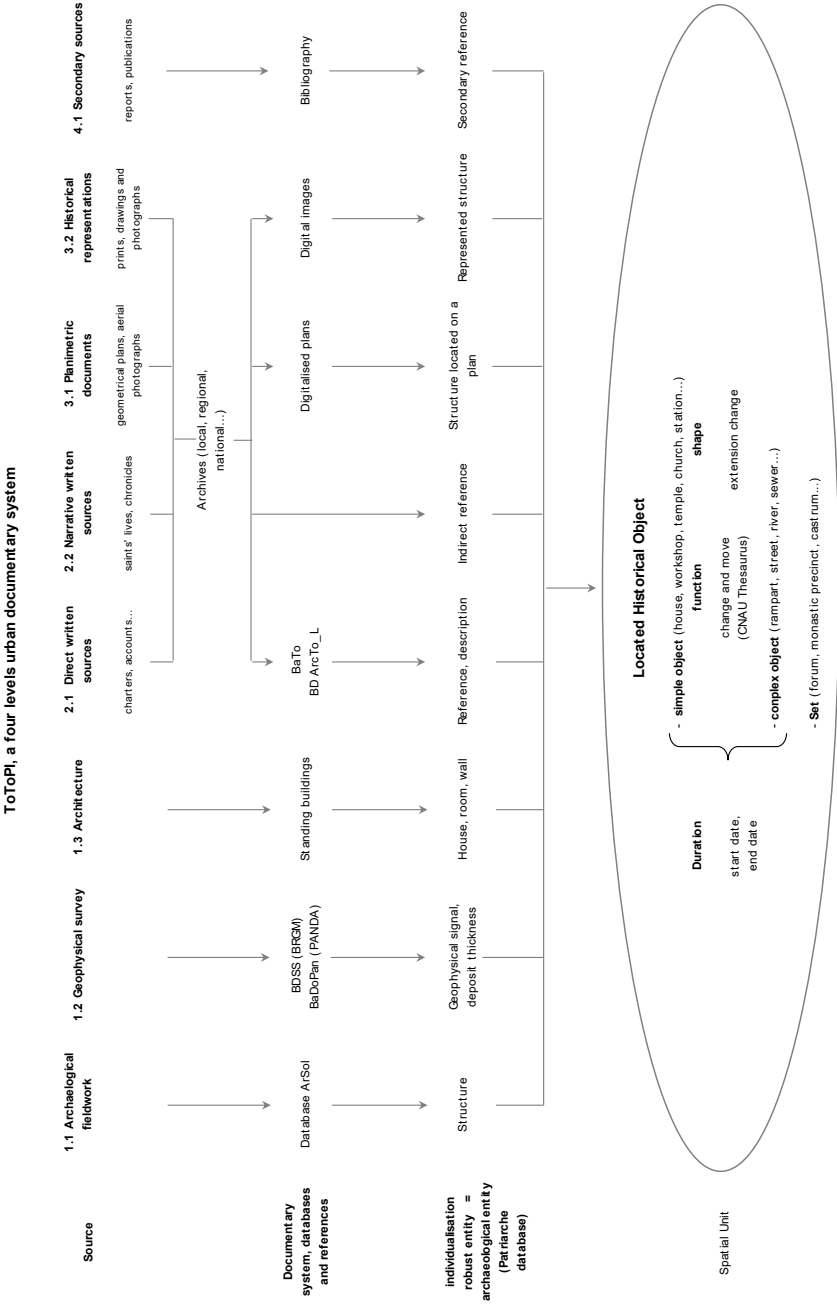 ToToPI, a four levels urban documentary system
Source
1.1 Archaelogical
fieldwork
1.2 Geophysical survey
1.3 Architecture
2.1 Direct written
sources
charters, accounts...
2.2 Narrative written
sources
saints' lives, chronicles
3.1 Planimetric
documents
geometrical plans, aerial
photographs
3.2 Historical
representations
prints, drawings and
photographs
4.1 Secondary sources
reports, publications
Archives (local, regional,
national...)
Documentary
system, databases
and references
Database ArSol
BDSS (BRGM)
BaDoPan (PANDA)
Standing buildings
BaTo
BD ArcTo_L
Digitalised plans
Digital images
Bibliography
individualisation
robust entity =
archaeological entity
(Patriarche
database)
Structure
Geophysical signal,
deposit thickness
House, room, wall
Reference, description
Indirect reference
Structure located on a
plan
Represented structure
Secondary reference
Spatial Unit
Located Historical Object
Duration
start date,
end date
- simple object (house, workshop, temple, church, station...)
function
shape
change and move
(CNAU Thesaurus)
extension change
- conplex object (rampart, street, river, sewer...)
- Set (forum, monastic precinct, castrum...)